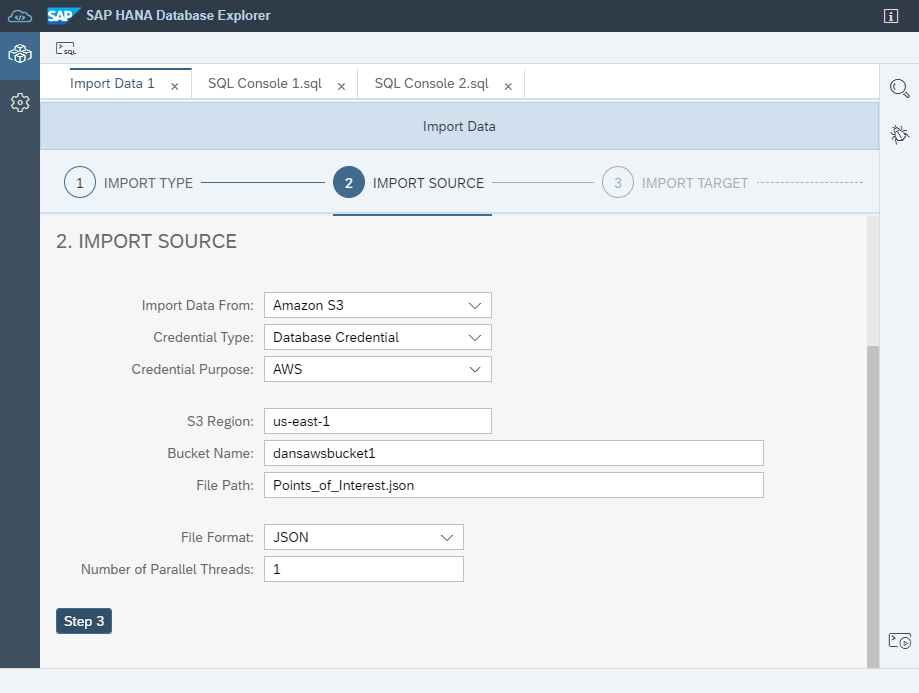 SAP SAP HANA Database Explorer
SQL
Import Data 1 × SQL Console 1.sql × SQL Console 2.sql ×
Import Data
1 IMPORT TYPE 2 IMPORT SOURCE 3 IMPORT TARGET
2. IMPORT SOURCE
Import Data From: Amazon S3
Credential Type: Database Credential
Credential Purpose: AWS
S3 Region: us-east-1
Bucket Name: dansawsbucket1
File Path: Points_of_Interest.json
File Format: JSON
Number of Parallel Threads: 1
Step 3